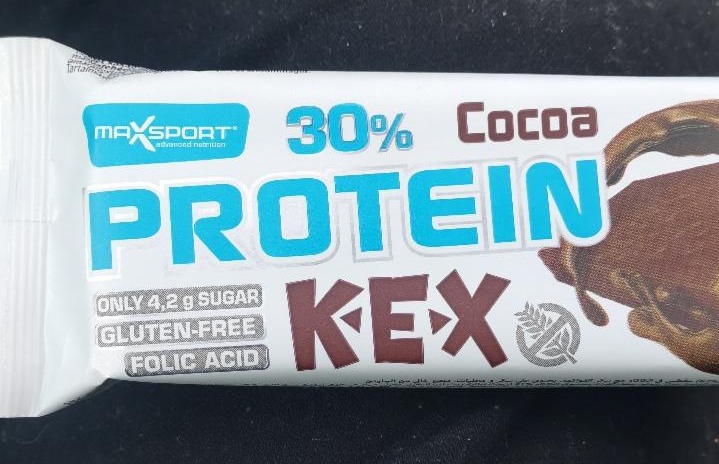 MAXSPORT®
advanced nutrition
30% Cocoa
PROTEIN
KEX
ONLY 4,2 g SUGAR
GLUTEN-FREE
FOLIC ACID